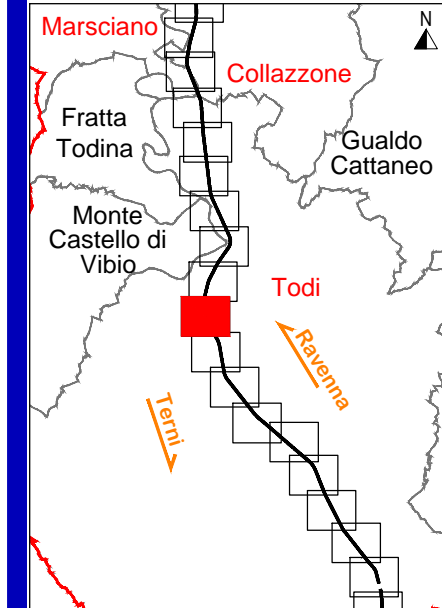 Marsciano
N
Collazzone
Fratta
Todina
Gualdo
Cattaneo
Monte
Castello di
Vibio
Todi
Ravenna
Terni